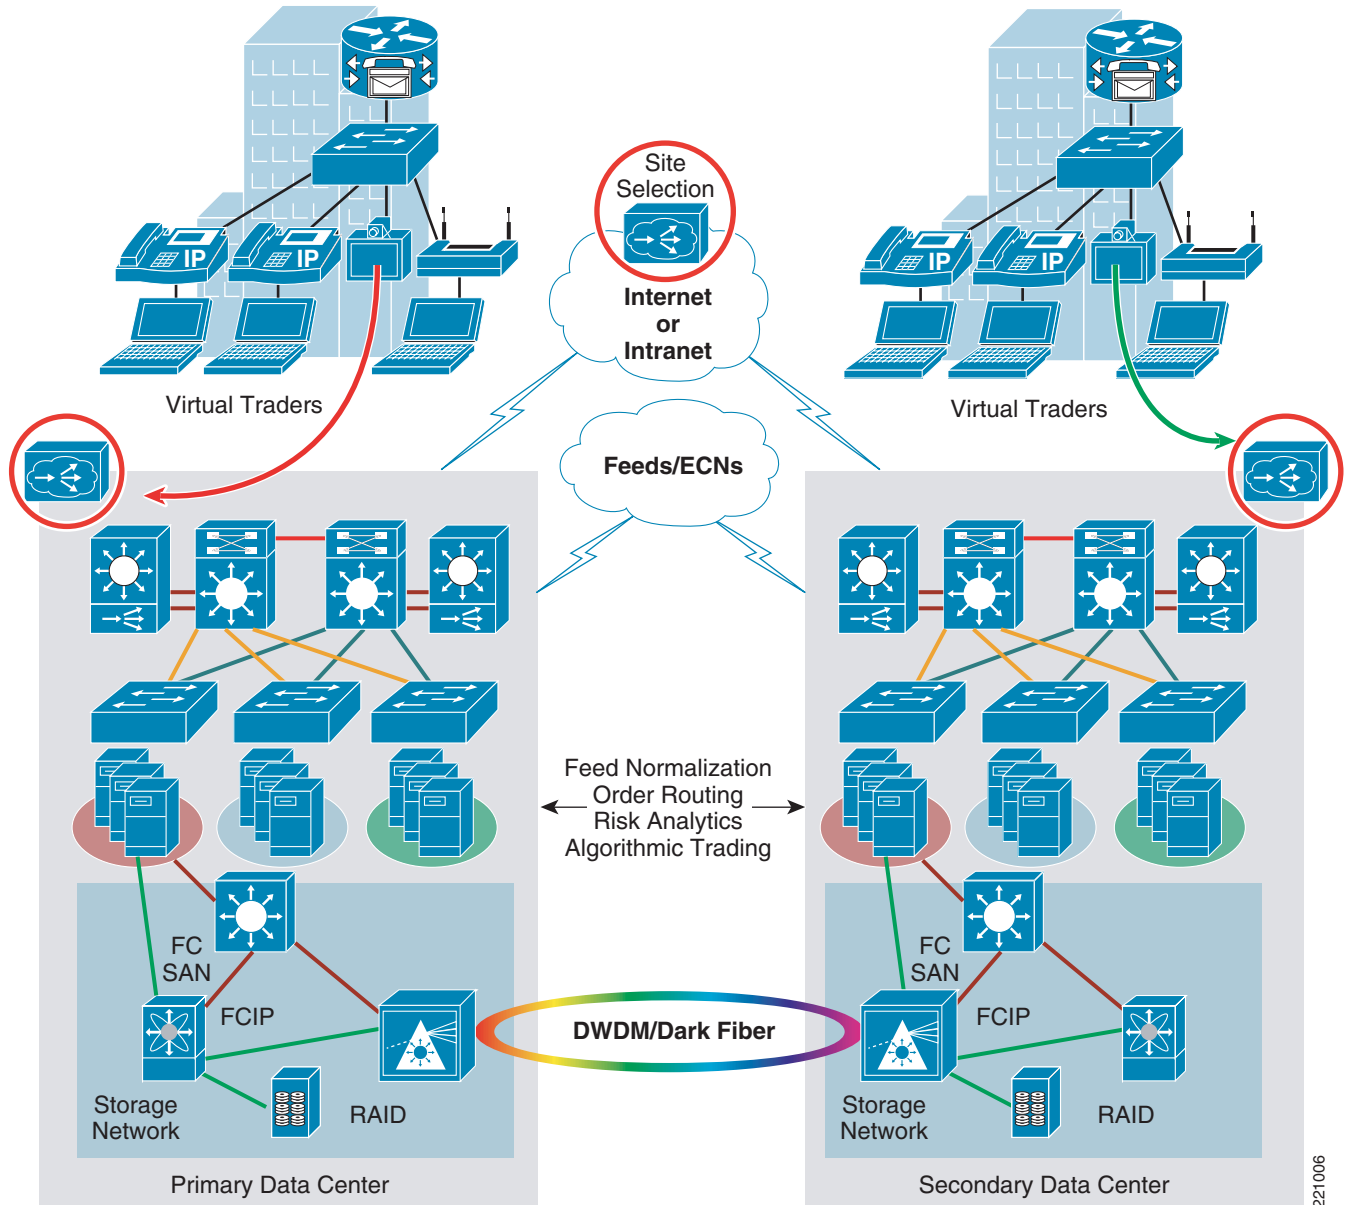 Site
Selection
IP
IP
IP
IP
Internet
or
Intranet
Virtual Traders
Virtual Traders
Feeds/ECNs
Feed Normalization
Order Routing
Risk Analytics
Algorithmic Trading
FC
SAN
FCIP
Storage
Network
RAID
Primary Data Center
DWDM/Dark Fiber
FC
SAN
FCIP
Storage
Network
RAID
Secondary Data Center
221006